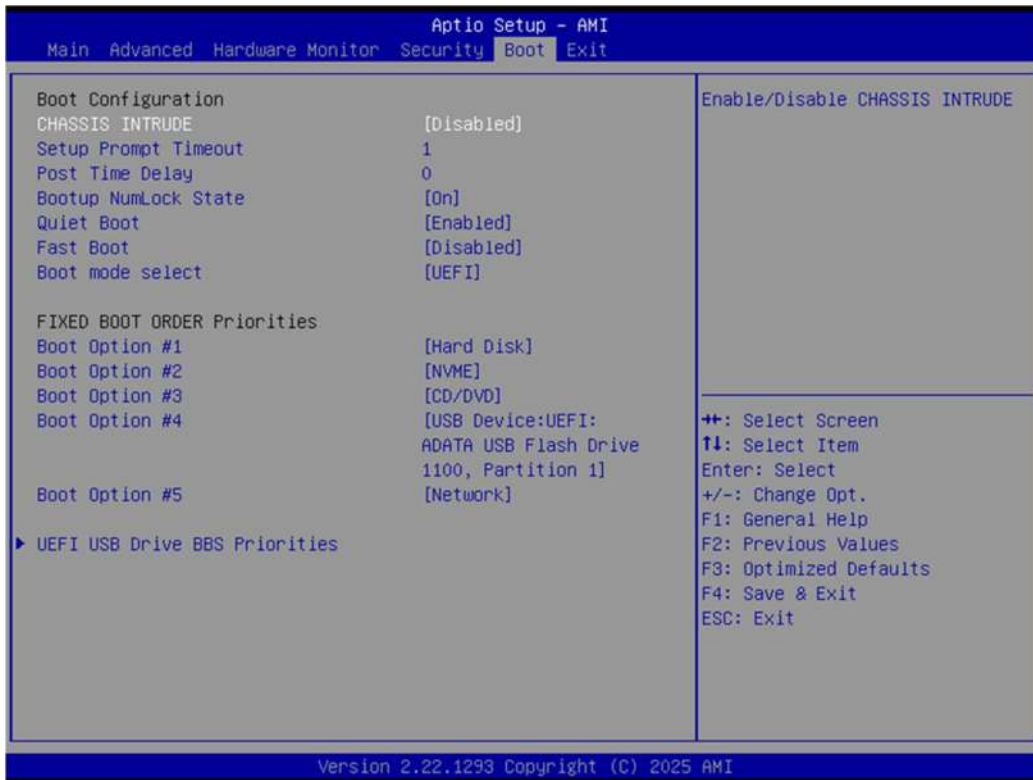 Aptio Setup – AMI
Main Advanced Hardware Monitor Security Boot Exit
Boot Configuration
CHASSIS INTRUDE [Disabled]
Setup Prompt Timeout 1
Post Time Delay 0
Bootup NumLock State [On]
Quiet Boot [Enabled]
Fast Boot [Disabled]
Boot mode select [UEFI]
FIXED BOOT ORDER Priorities
Boot Option #1 [Hard Disk]
Boot Option #2 [NVME]
Boot Option #3 [CD/DVD]
Boot Option #4 [USB Device:UEFI:
ADATA USB Flash Drive
1100, Partition 1]
Boot Option #5 [Network]
▶ UEFI USB Drive BBS Priorities
Enable/Disable CHASSIS INTRUDE
→←: Select Screen
↑↓: Select Item
Enter: Select
+/-: Change Opt.
F1: General Help
F2: Previous Values
F3: Optimized Defaults
F4: Save & Exit
ESC: Exit
Version 2.22.1293 Copyright (C) 2025 AMI